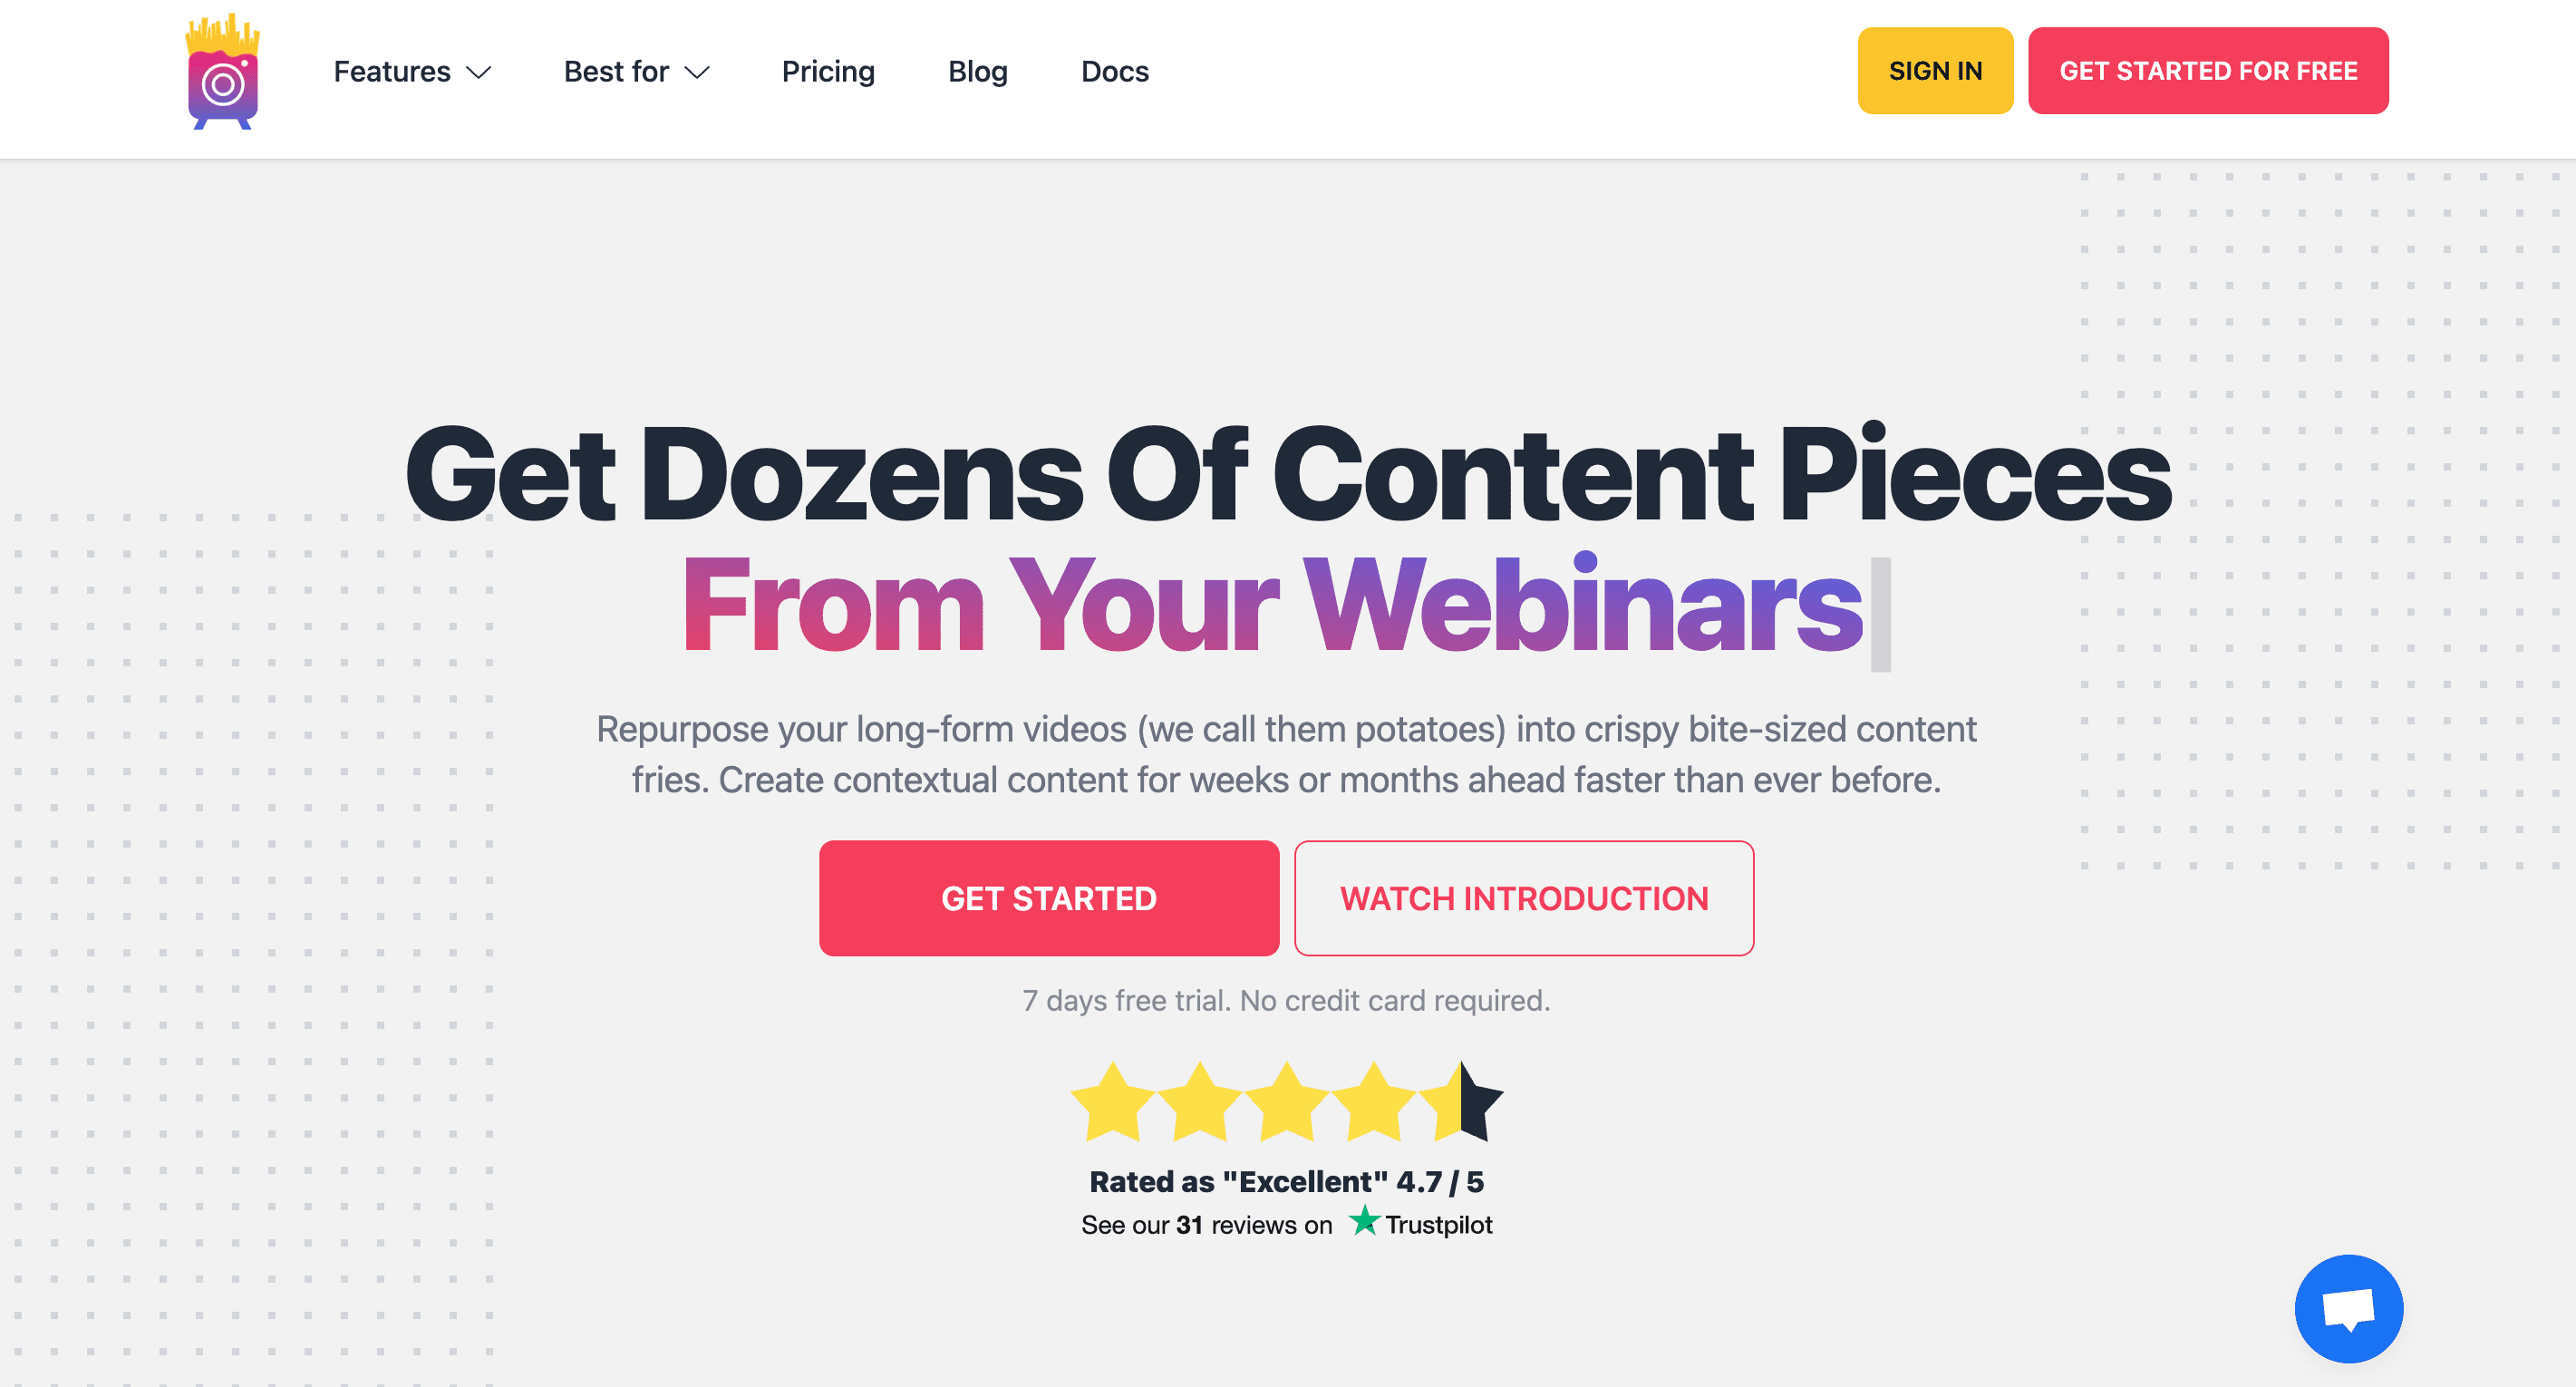 Features
Best for
Pricing
Blog
Docs
SIGN IN
GET STARTED FOR FREE
Get Dozens Of Content Pieces
From Your Webinars
Repurpose your long-form videos (we call them potatoes) into crispy bite-sized content
fries. Create contextual content for weeks or months ahead faster than ever before.
GET STARTED
WATCH INTRODUCTION
7 days free trial. No credit card required.
Rated as "Excellent" 4.7 / 5
See our 31 reviews on Trustpilot